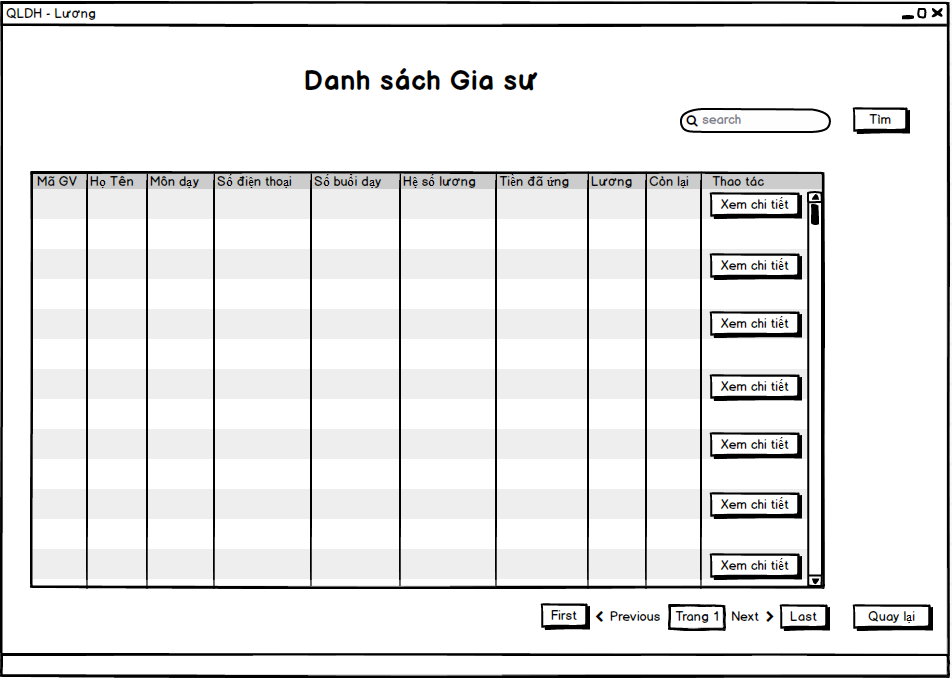 QLDH - Lương
Danh sách Gia sư
search
Tìm
Mã GV Họ Tên Môn dạy Số điện thoại Số buổi dạy Hệ số lương Tiền đã ứng Lương Còn lại Thao tác
Xem chi tiết
Xem chi tiết
Xem chi tiết
Xem chi tiết
Xem chi tiết
Xem chi tiết
Xem chi tiết
First Previous Trang 1 Next Last Quay lại